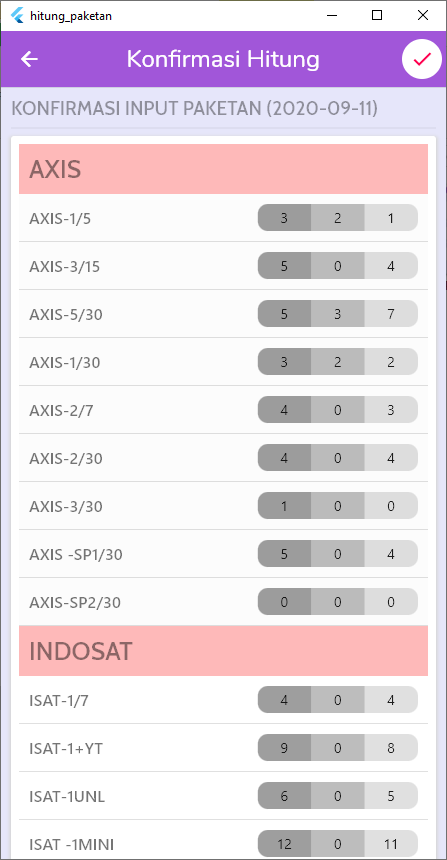 hitung_paketan
Konfirmasi Hitung
KONFIRMASI INPUT PAKETAN (2020-09-11)
AXIS
AXIS-1/5 3 2 1
AXIS-3/15 5 0 4
AXIS-5/30 5 3 7
AXIS-1/30 3 2 2
AXIS-2/7 4 0 3
AXIS-2/30 4 0 4
AXIS-3/30 1 0 0
AXIS -SP1/30 5 0 4
AXIS-SP2/30 0 0 0
INDOSAT
ISAT-1/7 4 0 4
ISAT-1+YT 9 0 8
ISAT-1UNL 6 0 5
ISAT -1MINI 12 0 11